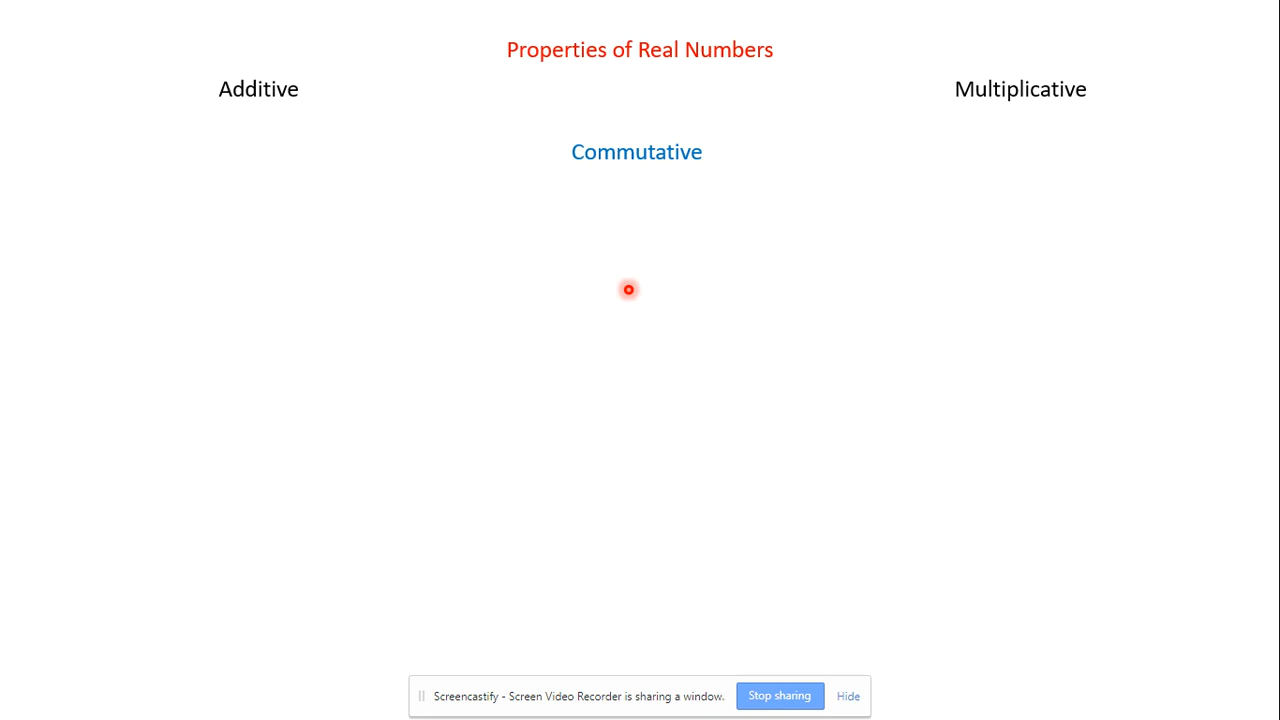 Properties of Real Numbers
Additive
Multiplicative
Commutative
Screencastify - Screen Video Recorder is sharing a window.
Stop sharing
Hide